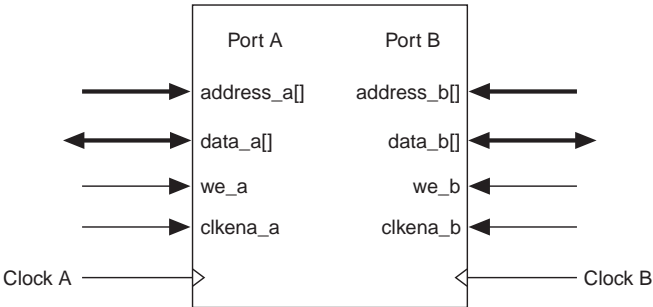 Port A Port B
address_a[] address_b[]
data_a[] data_b[]
we_a we_b
clkena_a clkena_b
Clock A Clock B